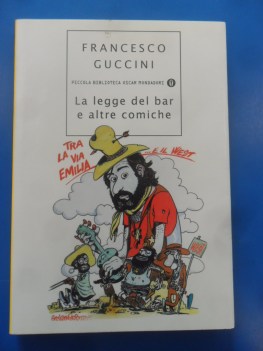 FRANCESCO
GUCCINI
PICCOLA BIBLIOTECA OSCAR MONDADORI
La legge del bar
e altre comiche
TRA
LA VIA
EMILIA
E IL WEST